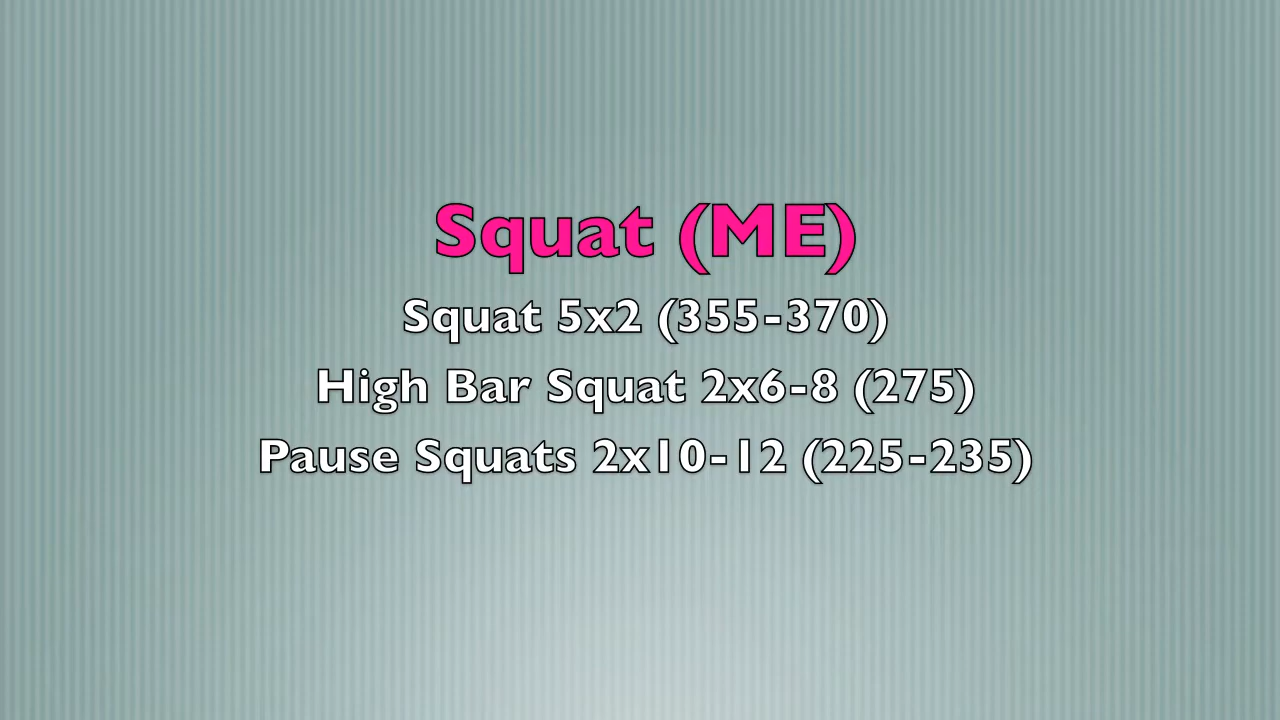 Squat (ME)
Squat 5x2 (355-370)
High Bar Squat 2x6-8 (275)
Pause Squats 2x10-12 (225-235)